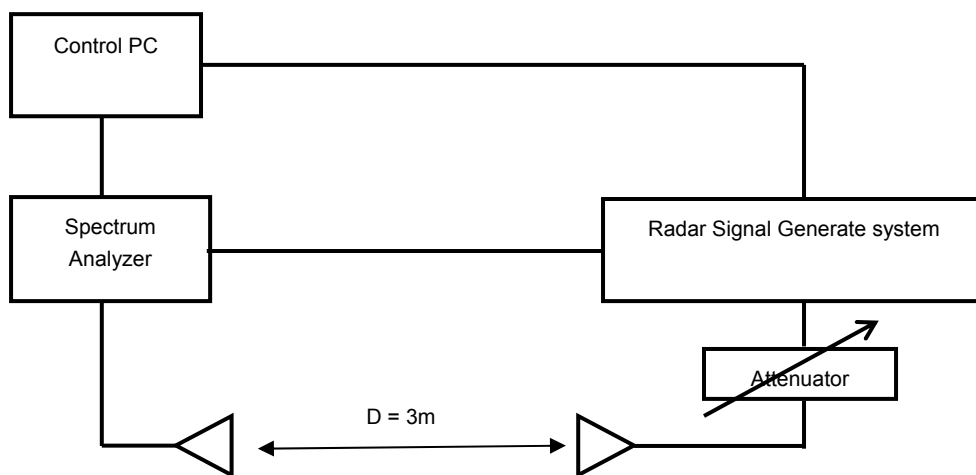 Control PC
Spectrum
Analyzer
Radar Signal Generate system
Attenuator
D = 3m